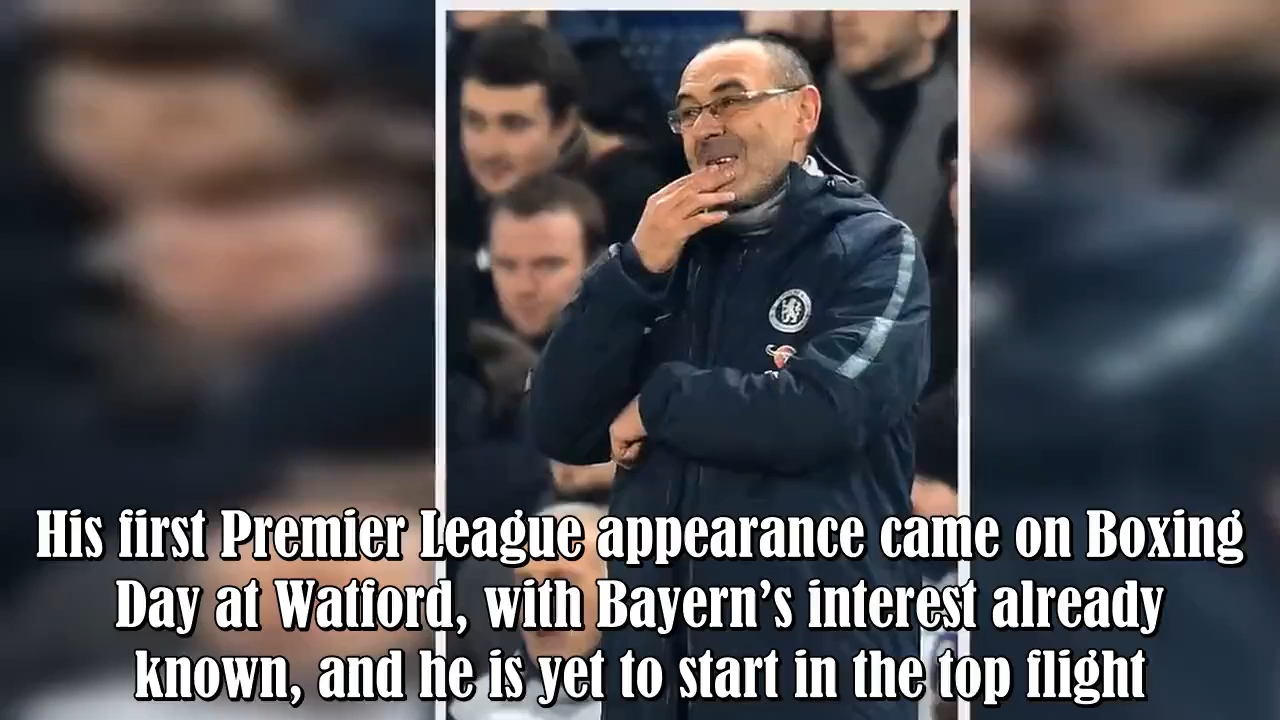 His first Premier League appearance came on Boxing
Day at Watford, with Bayern’s interest already
known, and he is yet to start in the top flight